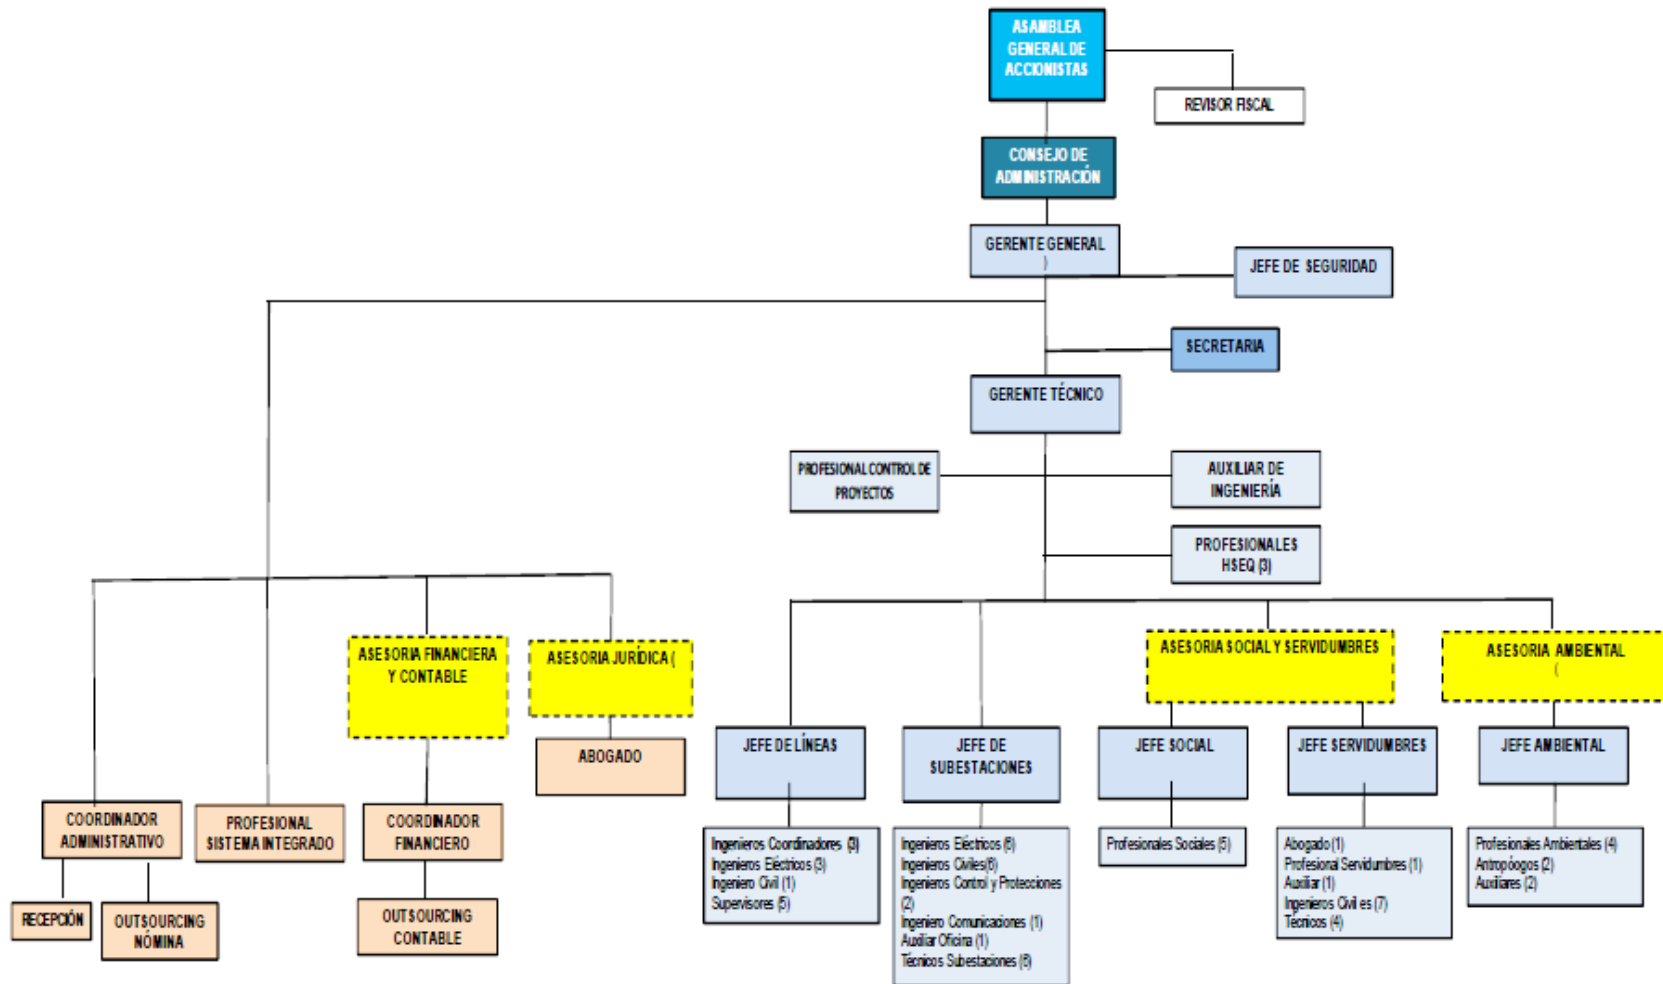 ASAMBLEA
GENERAL DE
ACCIONISTAS
REVISOR FISCAL
CONSEJO DE
ADMINISTRACIÓN
GERENTE GENERAL
)
JEFE DE SEGURIDAD
SECRETARIA
GERENTE TÉCNICO
PROFESIONAL CONTROL DE
PROYECTOS
AUXILIAR DE
INGENIERÍA
PROFESIONALES
HSEQ (3)
ASESORIA FINANCIERA
Y CONTABLE
ASESORIA JURÍDICA (
ASESORIA SOCIAL Y SERVIDUMBRES
ASESORIA AMBIENTAL
(
ABOGADO
JEFE DE LÍNEAS
JEFE DE
SUBESTACIONES
JEFE SOCIAL
JEFE SERVIDUMBRES
JEFE AMBIENTAL
COORDINADOR
ADMINISTRATIVO
PROFESIONAL
SISTEMA INTEGRADO
COORDINADOR
FINANCIERO
RECEPCIÓN
OUTSOURCING
NÓMINA
OUTSOURCING
CONTABLE
Ingenieros Coordinadores (3)
Ingenieros Eléctricos (3)
Ingeniero Civil (1)
Supervisores (5)
Ingenieros Eléctricos (6)
Ingenieros Civiles(6)
Ingenieros Control y Protecciones
(2)
Ingeniero Comunicaciones (1)
Auxiliar Oficina (1)
Técnicos Subestaciones (6)
Profesionales Sociales (5)
Abogado (1)
Profesional Servidumbres (1)
Auxiliar (1)
Ingenieros Civil es (7)
Técnicos (4)
Profesionales Ambientales (4)
Antropóogos (2)
Auxiliares (2)